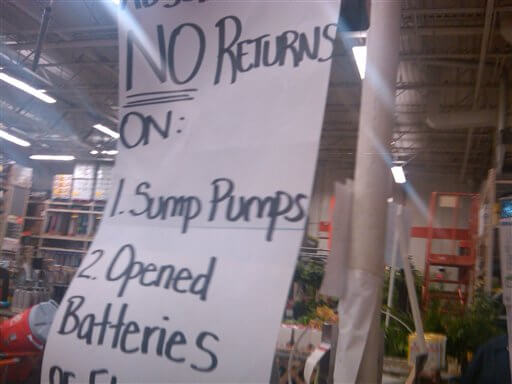 NO RETURNS
ON:
1. Sump Pumps
2. Opened
Batteries